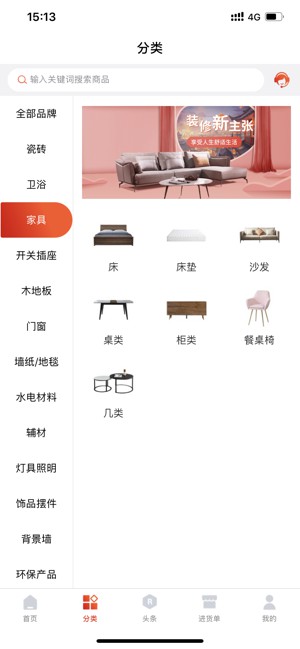 15:13
4G
分类
输入关键词搜索商品
全部品牌
瓷砖
卫浴
家具
开关插座
木地板
门窗
墙纸/地毯
水电材料
辅材
灯具照明
饰品摆件
背景墙
环保产品
装修新主张
享受人生舒适生活
床
床垫
沙发
桌类
柜类
餐桌椅
几类
首页
分类
头条
进货单
我的